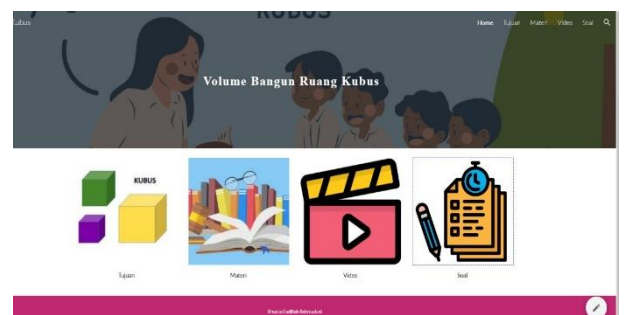 Kubus
KUBUS
Home Tujuan Materi Video Soal
Volume Bangun Ruang Kubus
KUBUS
Tujuan Materi Video Soal